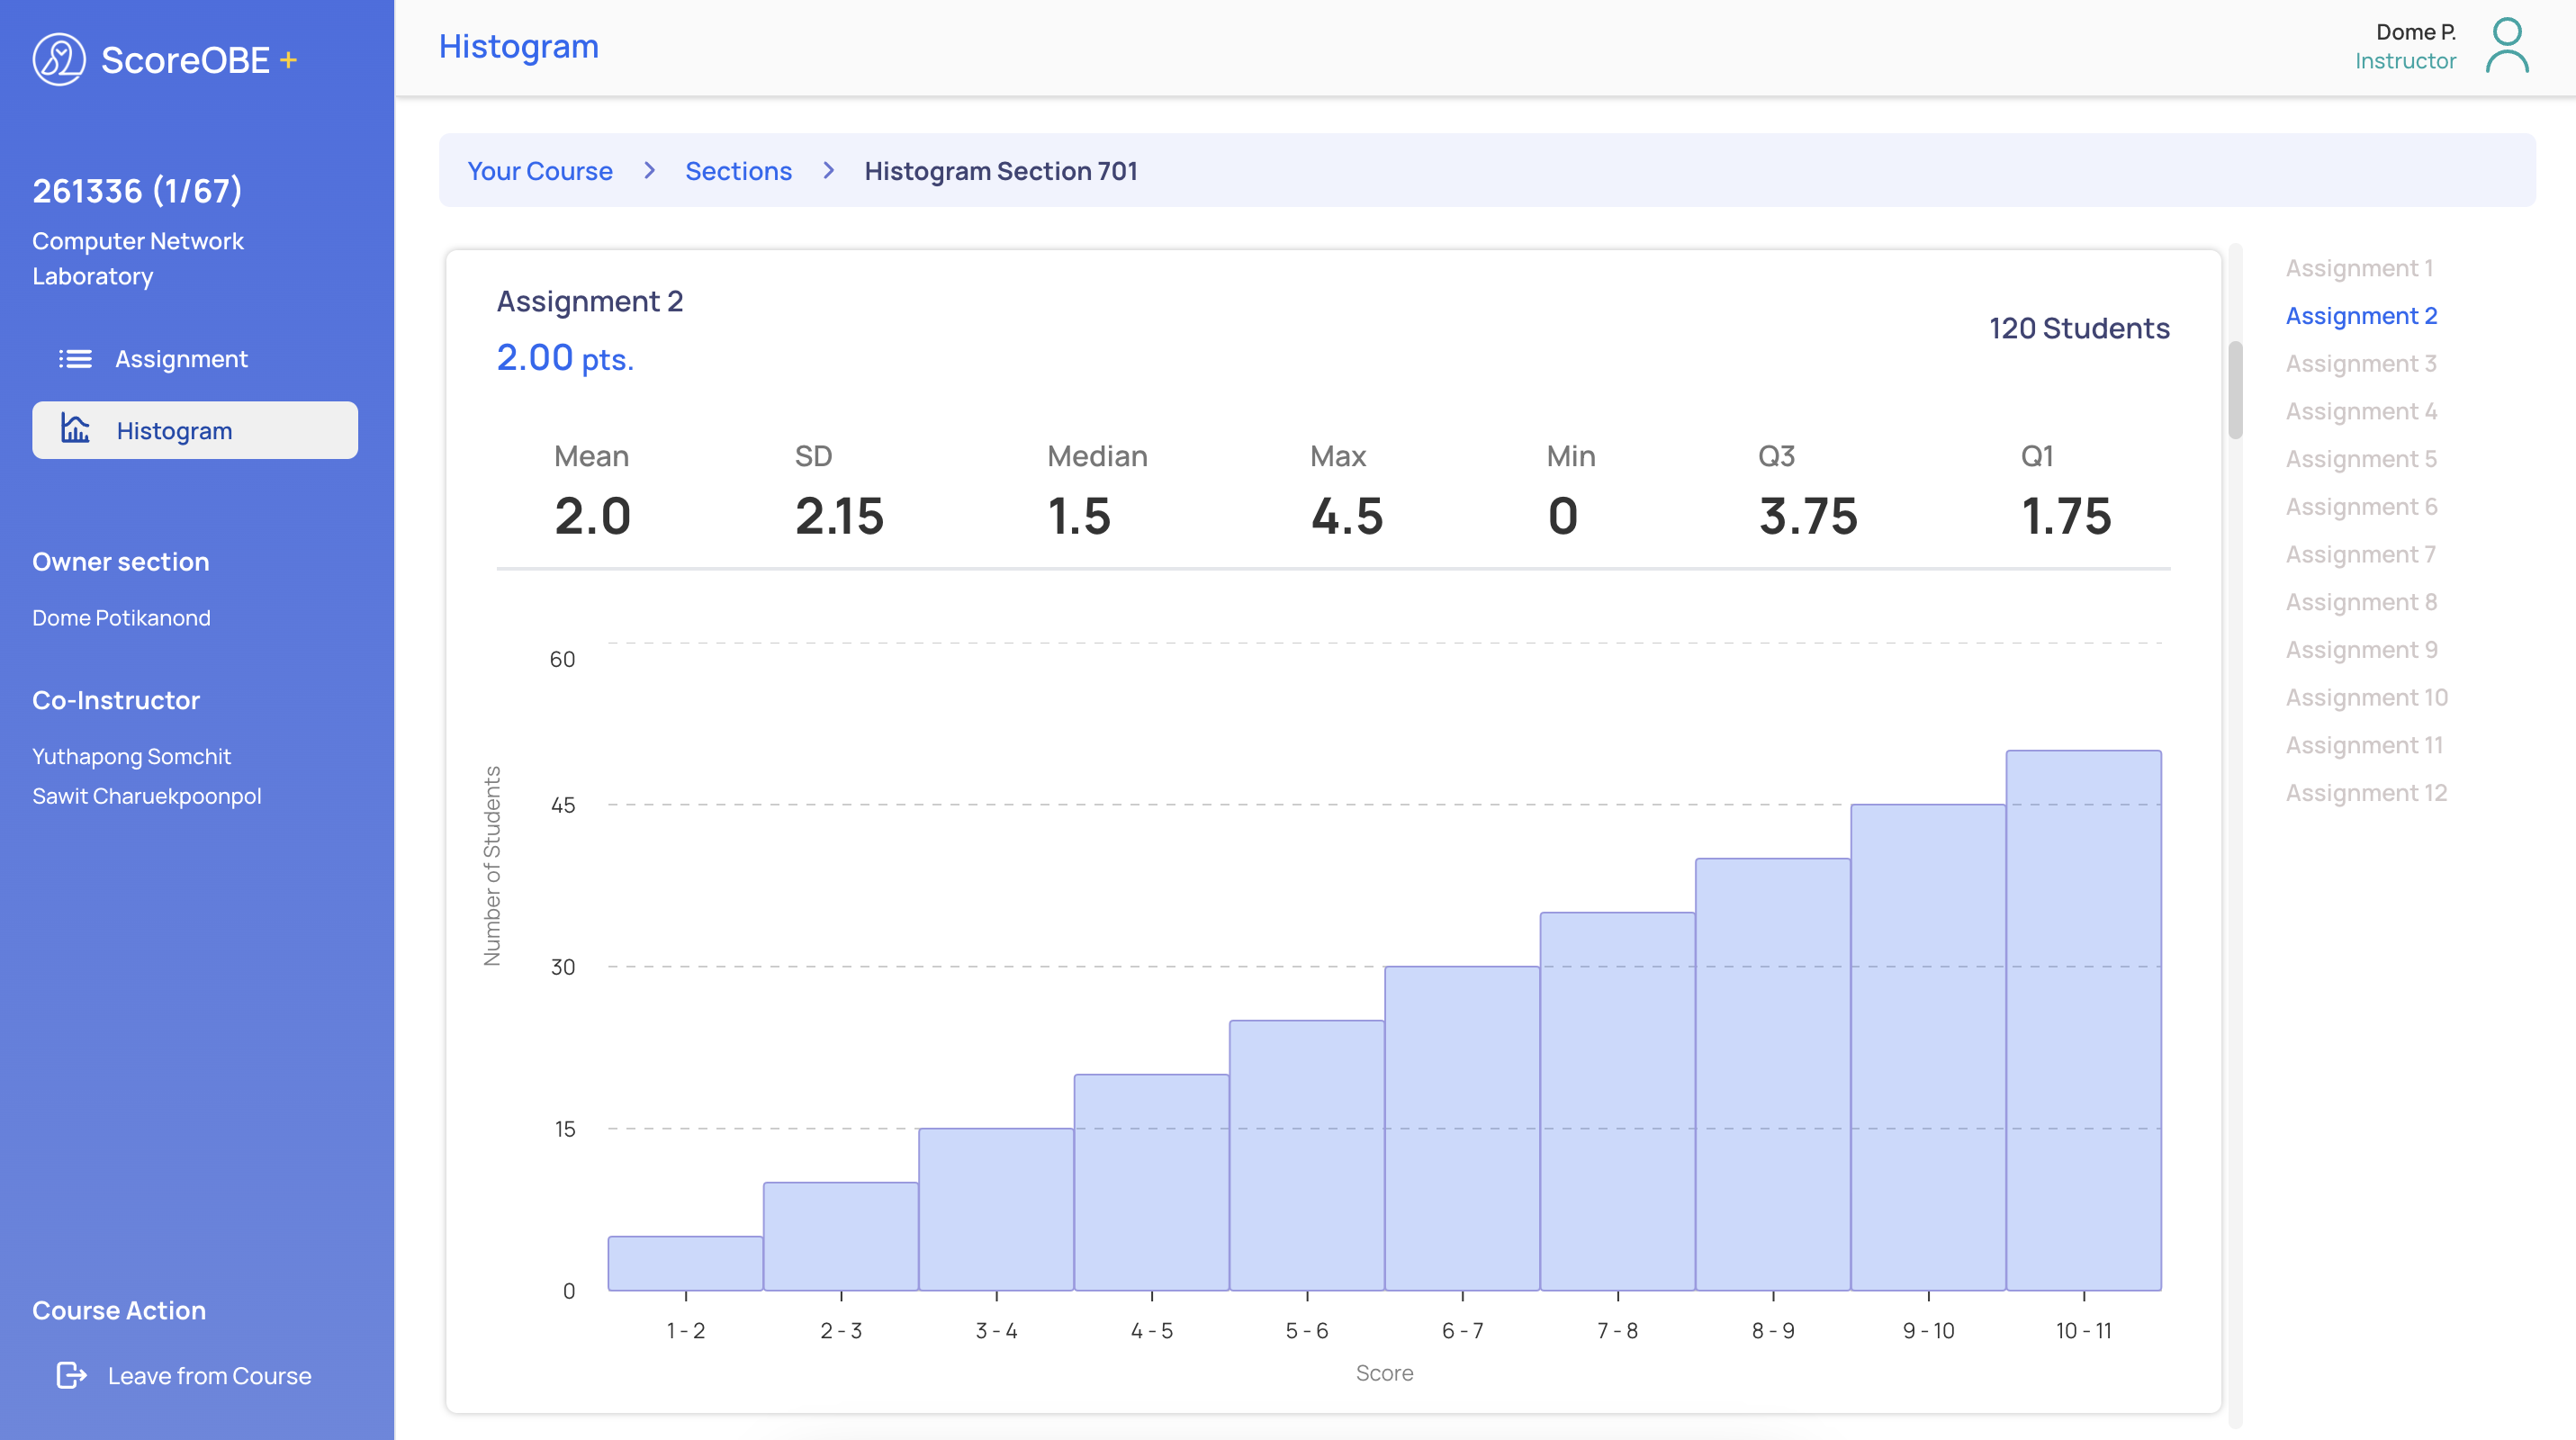 ScoreOBE +
261336 (1/67)
Computer Network
Laboratory
Assignment
Histogram
Owner section
Dome Potikanond
Co-Instructor
Yuthapong Somchit
Sawit Charuekpoonpol
Course Action
Leave from Course
Histogram
Dome P.
Instructor
Your Course > Sections > Histogram Section 701
Assignment 2
2.00 pts.
120 Students
Mean SD Median Max Min Q3 Q1
2.0 2.15 1.5 4.5 0 3.75 1.75
Number of Students
60
45
30
15
0
1 - 2 2 - 3 3 - 4 4 - 5 5 - 6 6 - 7 7 - 8 8 - 9 9 - 10 10 - 11
Score
Assignment 1
Assignment 2
Assignment 3
Assignment 4
Assignment 5
Assignment 6
Assignment 7
Assignment 8
Assignment 9
Assignment 10
Assignment 11
Assignment 12